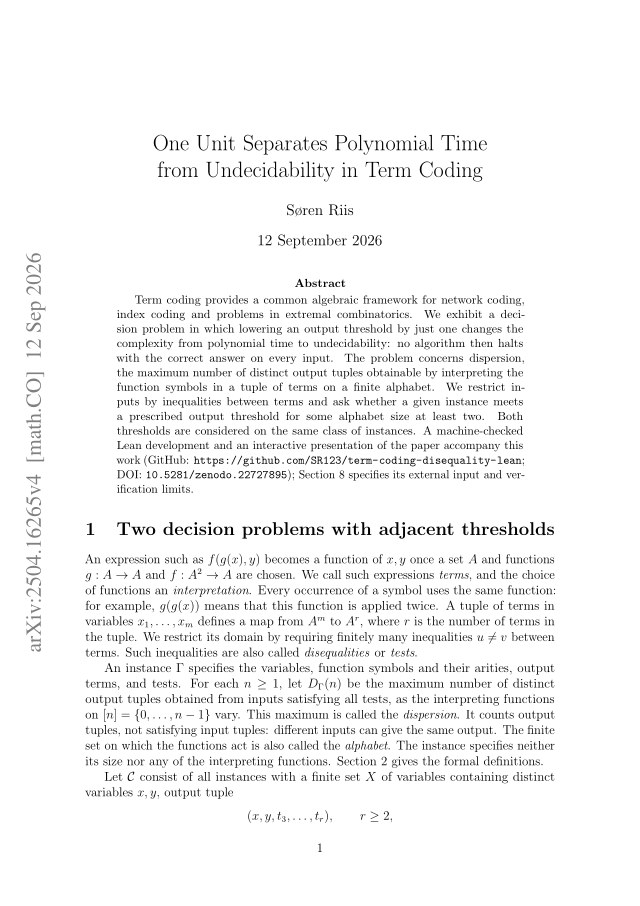 One Unit Separates Polynomial Time
from Undecidability in Term Coding
Søren Riis
12 September 2026
Abstract
Term coding provides a common algebraic framework for network coding,
index coding and problems in extremal combinatorics. We exhibit a deci-
sion problem in which lowering an output threshold by just one changes the
complexity from polynomial time to undecidability: no algorithm then halts
with the correct answer on every input. The problem concerns dispersion,
the maximum number of distinct output tuples obtainable by interpreting the
function symbols in a tuple of terms on a finite alphabet. We restrict in-
puts by inequalities between terms and ask whether a given instance meets
a prescribed output threshold for some alphabet size at least two. Both
thresholds are considered on the same class of instances. A machine-checked
Lean development and an interactive presentation of the paper accompany this
work (GitHub: https://github.com/SR123/term-coding-disequality-lean;
DOI: 10.5281/zenodo.22727895); Section 8 specifies its external input and ver-
ification limits.
1 Two decision problems with adjacent thresholds
An expression such as f(g(x), y) becomes a function of x, y once a set A and functions
g : A → A and f : A² → A are chosen. We call such expressions terms, and the choice
of functions an interpretation. Every occurrence of a symbol uses the same function:
for example, g(g(x)) means that this function is applied twice. A tuple of terms in
variables x₁, . . . , xₘ defines a map from Aᵐ to Aʳ, where r is the number of terms in
the tuple. We restrict its domain by requiring finitely many inequalities u ≠ v between
terms. Such inequalities are also called disequalities or tests.
An instance Γ specifies the variables, function symbols and their arities, output
terms, and tests. For each n ≥ 1, let D_Γ(n) be the maximum number of distinct
output tuples obtained from inputs satisfying all tests, as the interpreting functions
on [n] = {0, . . . , n − 1} vary. This maximum is called the dispersion. It counts output
tuples, not satisfying input tuples: different inputs can give the same output. The finite
set on which the functions act is also called the alphabet. The instance specifies neither
its size nor any of the interpreting functions. Section 2 gives the formal definitions.
Let C consist of all instances with a finite set X of variables containing distinct
variables x, y, output tuple
(x, y, t₃, . . . , tᵣ), r ≥ 2,
1
arXiv:2504.16265v4 [math.CO] 12 Sep 2026